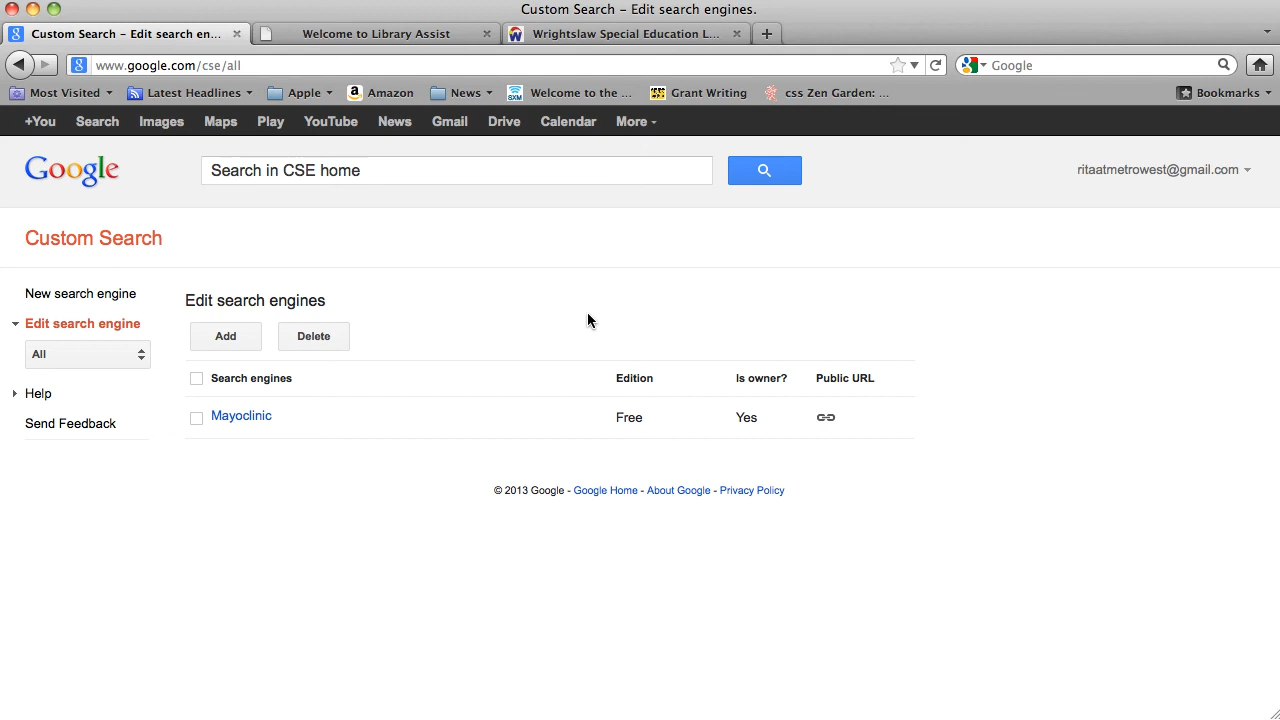 Custom Search – Edit search engines.
Custom Search – Edit search en... Welcome to Library Assist Wrightslaw Special Education L...
www.google.com/cse/all Google
Most Visited Latest Headlines Apple Amazon News SXM Welcome to the ... Grant Writing css Zen Garden: ... Bookmarks
+You Search Images Maps Play YouTube News Gmail Drive Calendar More
Google Search in CSE home ritaatmetrowest@gmail.com
Custom Search
New search engine
Edit search engine
All
Help
Send Feedback
Edit search engines
Add Delete
Search engines Edition Is owner? Public URL
Mayoclinic Free Yes
© 2013 Google - Google Home - About Google - Privacy Policy